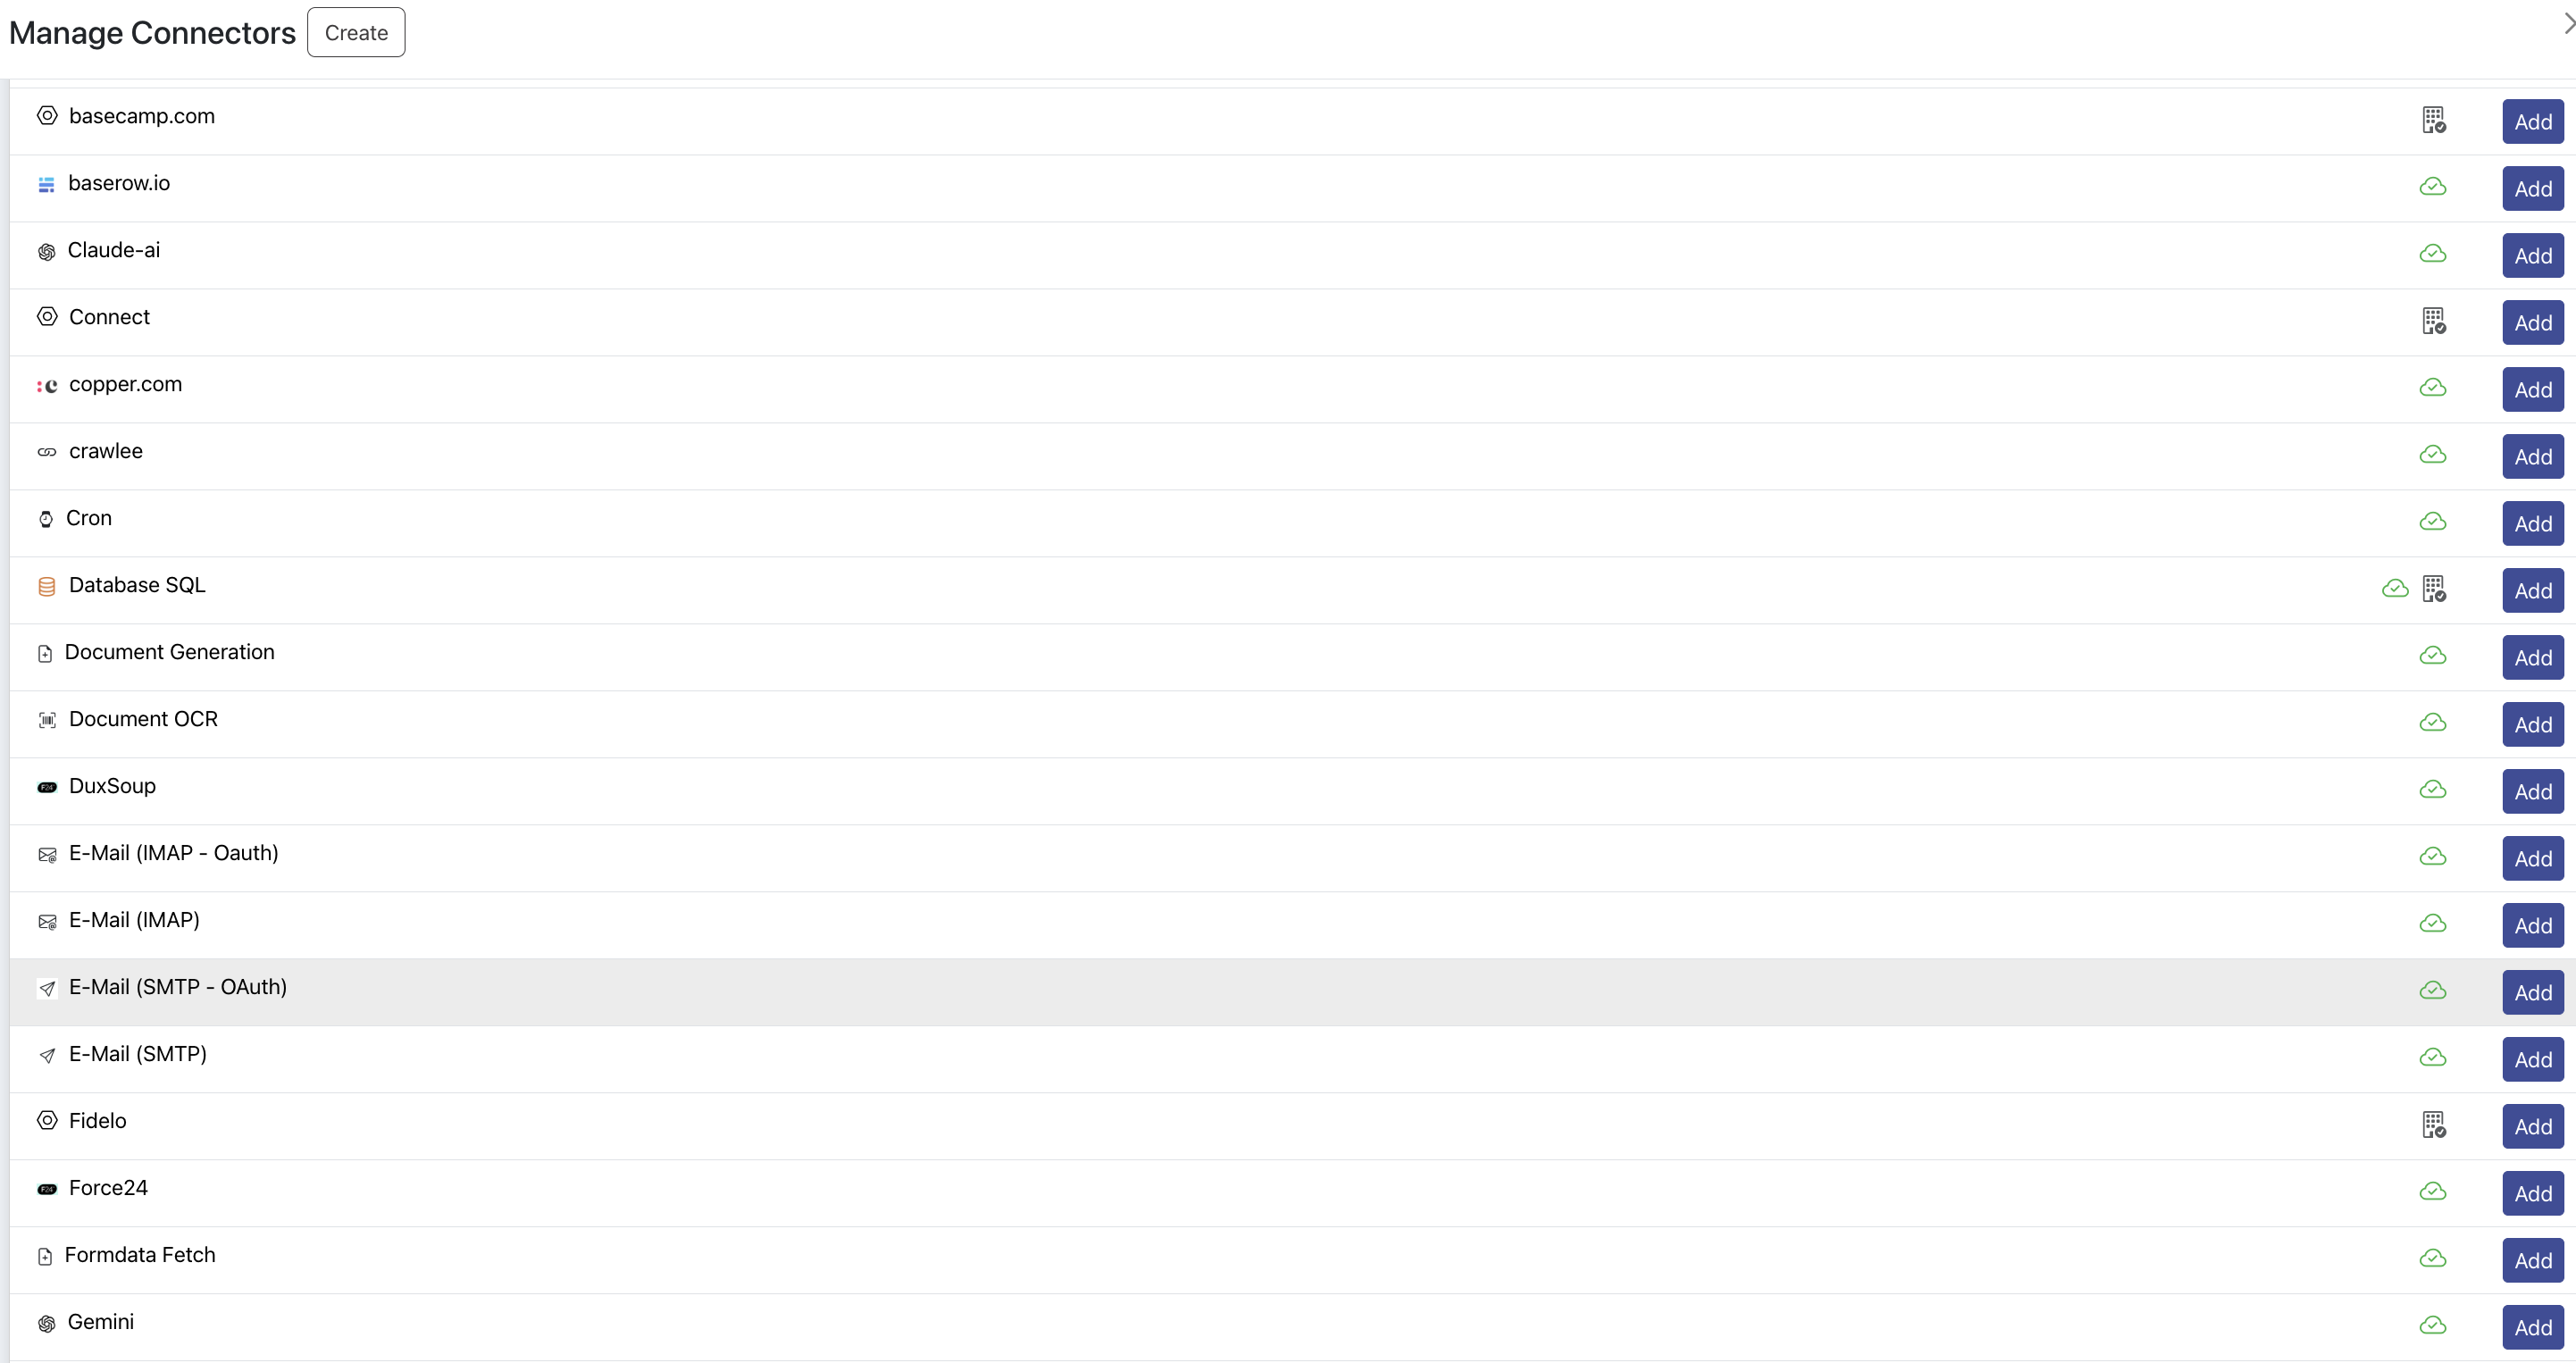 Manage Connectors Create
basecamp.com Add
baserow.io Add
Claude-ai Add
Connect Add
copper.com Add
crawlee Add
Cron Add
Database SQL Add
Document Generation Add
Document OCR Add
F24 DuxSoup Add
E-Mail (IMAP - Oauth) Add
E-Mail (IMAP) Add
E-Mail (SMTP - OAuth) Add
E-Mail (SMTP) Add
Fidelo Add
F24 Force24 Add
Formdata Fetch Add
Gemini Add